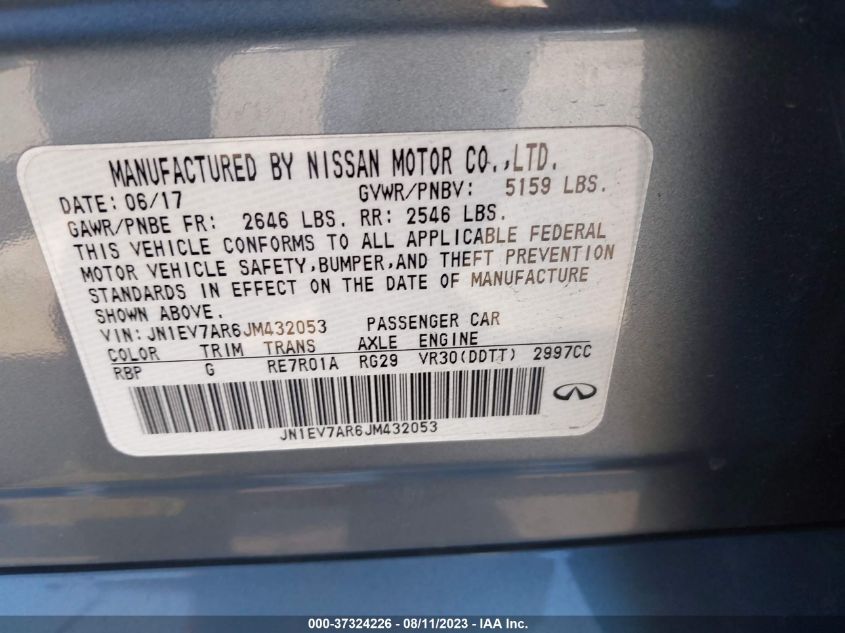 MANUFACTURED BY NISSAN MOTOR CO.,LTD.
DATE: 06/17 GVWR/PNBV: 5159 LBS.
GAWR/PNBE FR: 2646 LBS. RR: 2546 LBS.
THIS VEHICLE CONFORMS TO ALL APPLICABLE FEDERAL
MOTOR VEHICLE SAFETY,BUMPER,AND THEFT PREVENTION
STANDARDS IN EFFECT ON THE DATE OF MANUFACTURE
SHOWN ABOVE.
VIN: JN1EV7AR6JM432053 PASSENGER CAR
COLOR TRIM TRANS AXLE ENGINE
RBP G RE7R01A RG29 VR30(DDTT) 2997CC
JN1EV7AR6JM432053
000-37324226 - 08/11/2023 - IAA Inc.